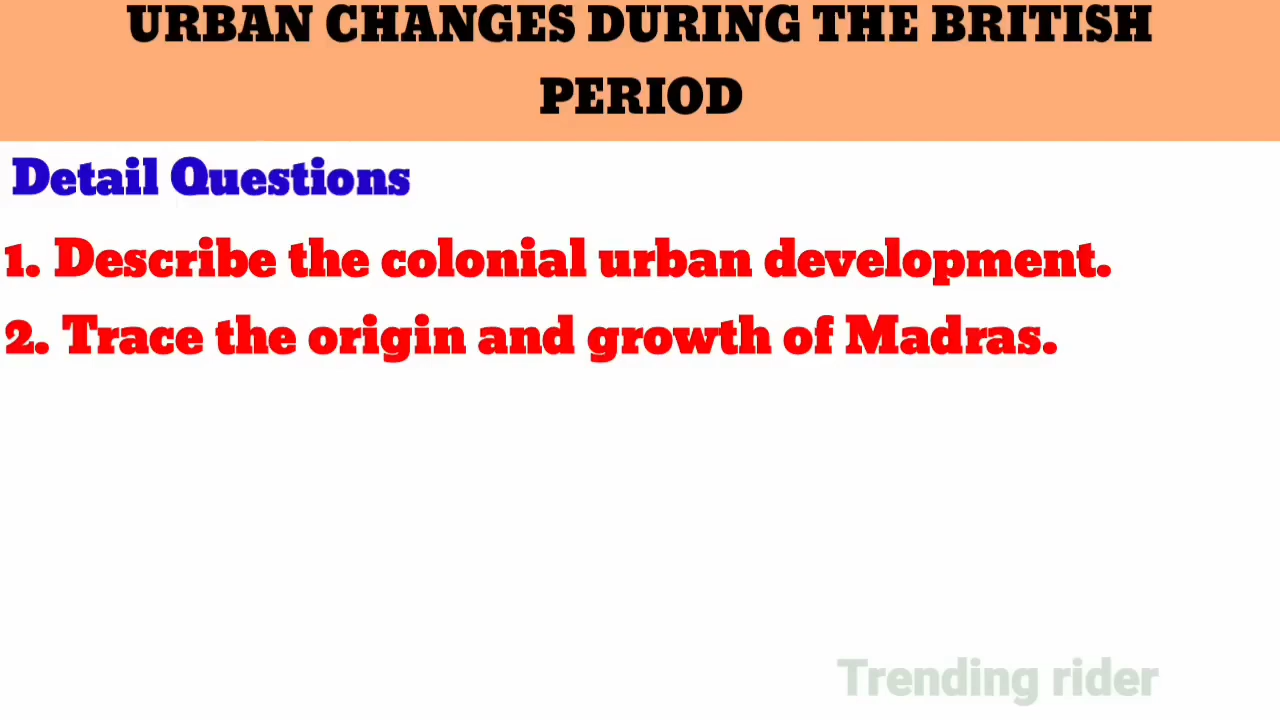 URBAN CHANGES DURING THE BRITISH
PERIOD
Detail Questions
1. Describe the colonial urban development.
2. Trace the origin and growth of Madras.
Trending rider